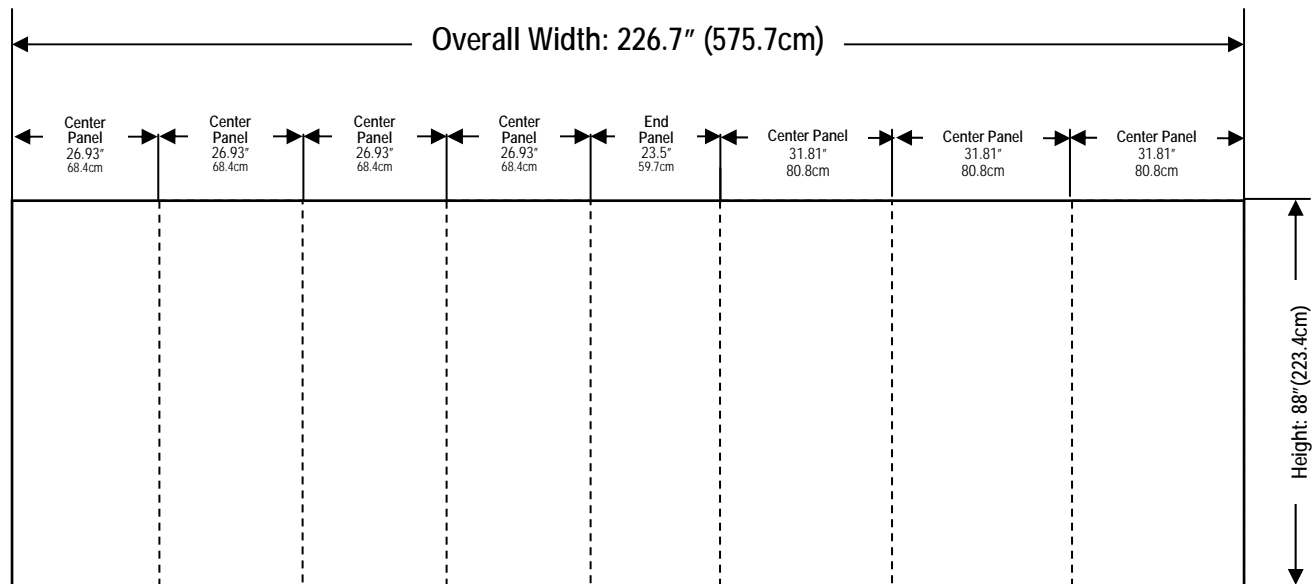 Overall Width: 226.7" (575.7cm)
Center
Panel
26.93"
68.4cm
Center
Panel
26.93"
68.4cm
Center
Panel
26.93"
68.4cm
Center
Panel
26.93"
68.4cm
End
Panel
23.5"
59.7cm
Center Panel
31.81"
80.8cm
Center Panel
31.81"
80.8cm
Center Panel
31.81"
80.8cm
Height: 88"(223.4cm)